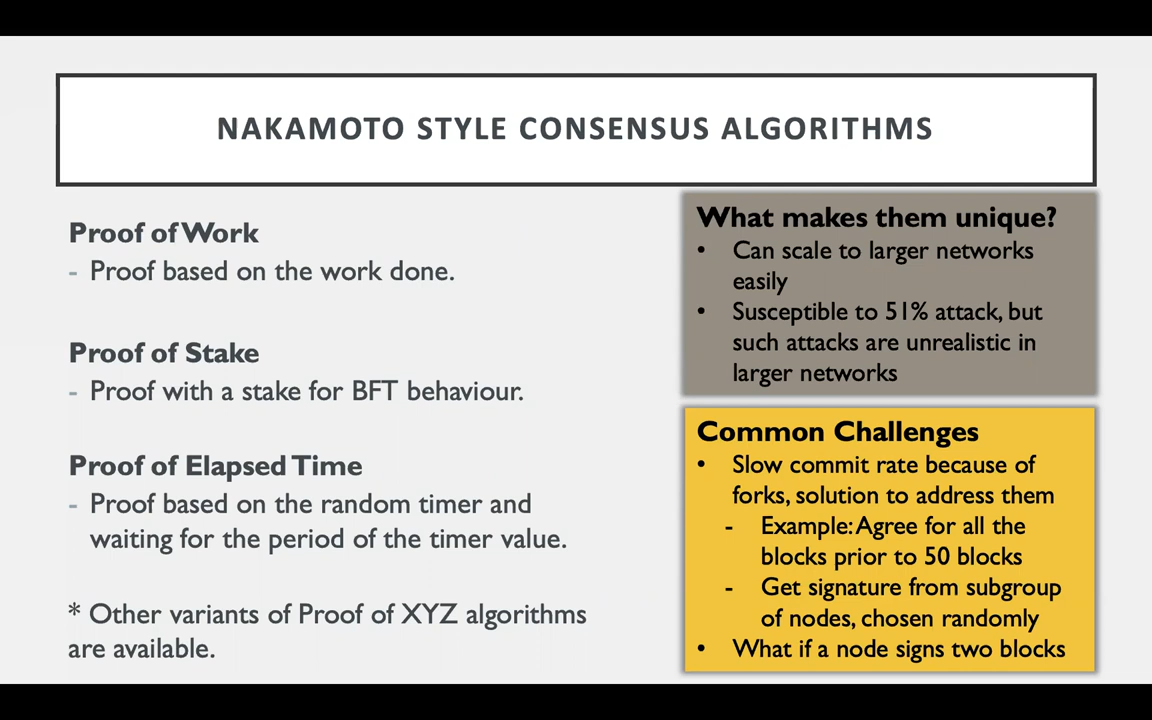 NAKAMOTO STYLE CONSENSUS ALGORITHMS
Proof of Work
- Proof based on the work done.
Proof of Stake
- Proof with a stake for BFT behaviour.
Proof of Elapsed Time
- Proof based on the random timer and
waiting for the period of the timer value.
* Other variants of Proof of XYZ algorithms
are available.
What makes them unique?
• Can scale to larger networks
easily
• Susceptible to 51% attack, but
such attacks are unrealistic in
larger networks
Common Challenges
• Slow commit rate because of
forks, solution to address them
- Example: Agree for all the
blocks prior to 50 blocks
- Get signature from subgroup
of nodes, chosen randomly
• What if a node signs two blocks